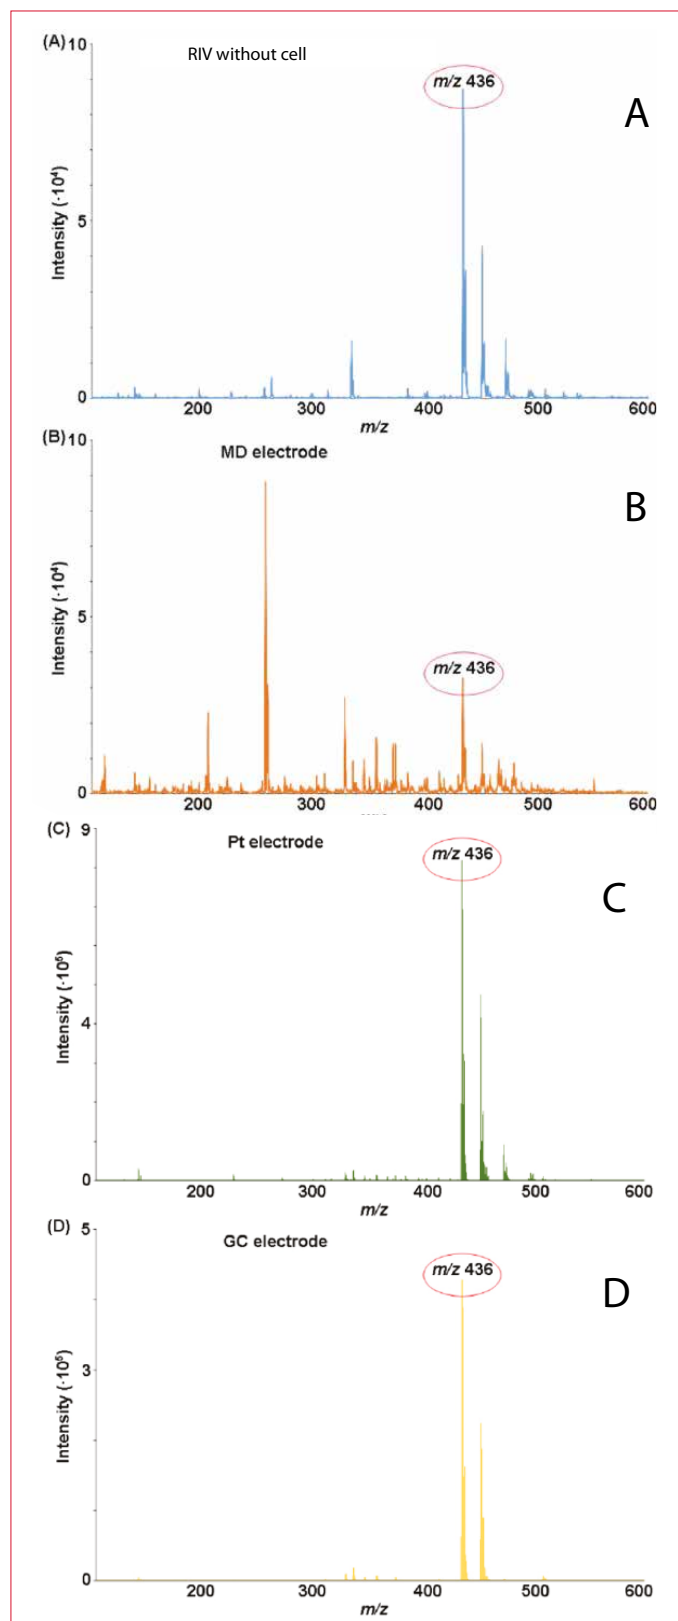 (A)
10
RIV without cell
m/z 436
A
5
Intensity (·10⁴)
0
200
300
400
500
600
m/z
(B)
10
MD electrode
B
5
Intensity (·10⁴)
m/z 436
0
200
300
400
500
600
(C)
9
Pt electrode
m/z 436
C
Intensity (·10⁵)
4
0
200
300
400
500
600
m/z
(D)
5
GC electrode
m/z 436
D
3
Intensity (·10⁵)
0
200
300
400
500
600
m/z